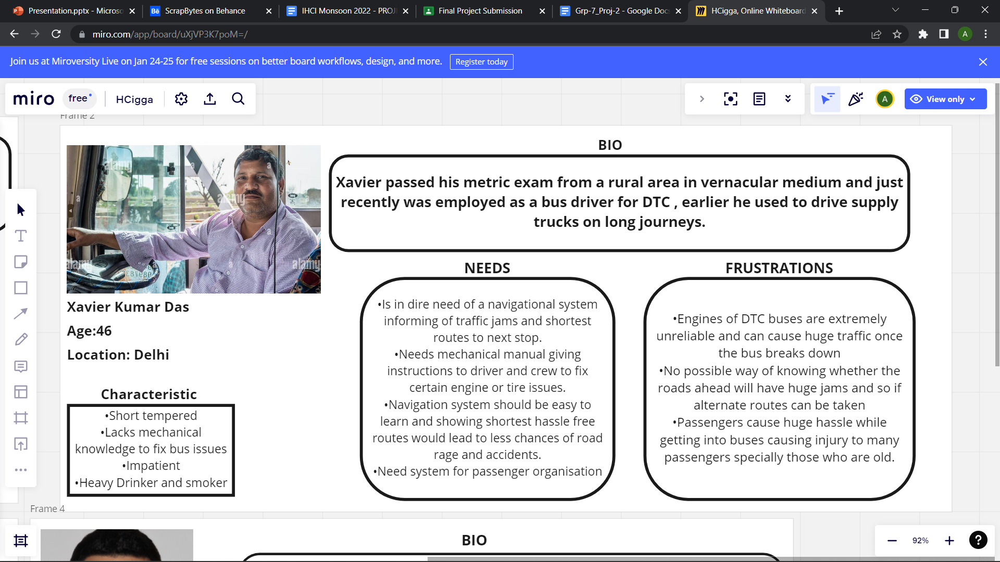 Presentation.pptx - Microso
ScrapBytes on Behance
IHCI Monsoon 2022 - PROJ
Final Project Submission
Grp-7_Proj-2 - Google Docs
HCigga, Online Whiteboard
miro.com/app/board/uXjVP3K7poM=/
A
Join us at Miroversity Live on Jan 24-25 for free sessions on better board workflows, design, and more.
Register today
miro
free
HCigga
A
View only
Frame 2
alamy
alamy
alamy
alamy
BIO
Xavier passed his metric exam from a rural area in vernacular medium and just
recently was employed as a bus driver for DTC , earlier he used to drive supply
trucks on long journeys.
Xavier Kumar Das
Age:46
Location: Delhi
Characteristic
•Short tempered
•Lacks mechanical
knowledge to fix bus issues
•Impatient
•Heavy Drinker and smoker
NEEDS
•Is in dire need of a navigational system
informing of traffic jams and shortest
routes to next stop.
•Needs mechanical manual giving
instructions to driver and crew to fix
certain engine or tire issues.
•Navigation system should be easy to
learn and showing shortest hassle free
routes would lead to less chances of road
rage and accidents.
•Need system for passenger organisation
FRUSTRATIONS
•Engines of DTC buses are extremely
unreliable and can cause huge traffic once
the bus breaks down
•No possible way of knowing whether the
roads ahead will have huge jams and so if
alternate routes can be taken
•Passengers cause huge hassle while
getting into buses causing injury to many
passengers specially those who are old.
Frame 4
BIO
92%